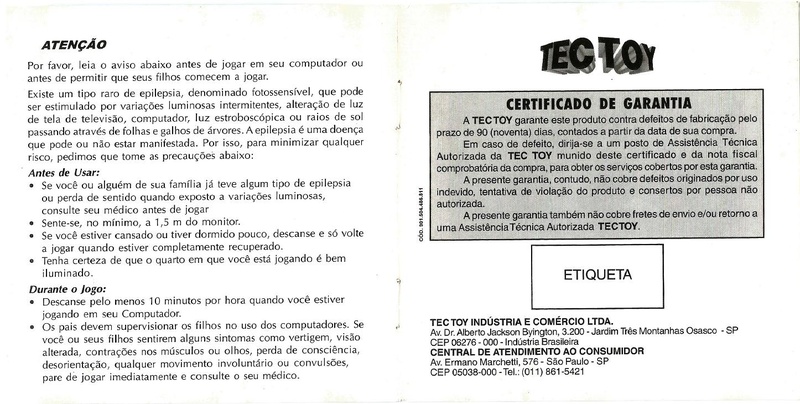 ATENÇÃO
Por favor, leia o aviso abaixo antes de jogar em seu computador ou
antes de permitir que seus filhos comecem a jogar.
Existe um tipo raro de epilepsia, denominado fotossensível, que pode
ser estimulado por variações luminosas intermitentes, alteração de luz
de tela de televisão, computador, luz estroboscópica ou raios de sol
passando através de folhas e galhos de árvores. A epilepsia é uma doença
que pode ou não estar manifestada. Por isso, para minimizar qualquer
risco, pedimos que tome as precauções abaixo:
Antes de Usar:
• Se você ou alguém de sua família já teve algum tipo de epilepsia
ou perda de sentido quando exposto a variações luminosas,
consulte seu médico antes de jogar
• Sente-se, no mínimo, a 1,5 m do monitor.
• Se você estiver cansado ou tiver dormido pouco, descanse e só volte
a jogar quando estiver completamente recuperado.
• Tenha certeza de que o quarto em que você está jogando é bem
iluminado.
Durante o Jogo:
• Descanse pelo menos 10 minutos por hora quando você estiver
jogando em seu Computador.
• Os pais devem supervisionar os filhos no uso dos computadores. Se
você ou seus filhos sentirem alguns sintomas como vertigem, visão
alterada, contrações nos músculos ou olhos, perda de consciência,
desorientação, qualquer movimento involuntário ou convulsões,
pare de jogar imediatamente e consulte o seu médico.
TEC TOY
CERTIFICADO DE GARANTIA
A TEC TOY garante este produto contra defeitos de fabricação pelo
prazo de 90 (noventa) dias, contados a partir da data de sua compra.
Em caso de defeito, dirija-se a um posto de Assistência Técnica
Autorizada da TEC TOY munido deste certificado e da nota fiscal
comprobatória da compra, para obter os serviços cobertos por esta garantia.
A presente garantia, contudo, não cobre defeitos originados por uso
indevido, tentativa de violação do produto e consertos por pessoa não
autorizada.
A presente garantia também não cobre fretes de envio e/ou retorno a
uma Assistência Técnica Autorizada TECTOY.
ETIQUETA
TEC TOY INDÚSTRIA E COMÉRCIO LTDA.
Av. Dr. Alberto Jackson Byington, 3.200 - Jardim Três Montanhas Osasco - SP
CEP 06276 - 000 - Indústria Brasileira
CENTRAL DE ATENDIMENTO AO CONSUMIDOR
Av. Ermano Marchetti, 576 - São Paulo - SP
CEP 05038-000 - Tel.: (011) 861-5421